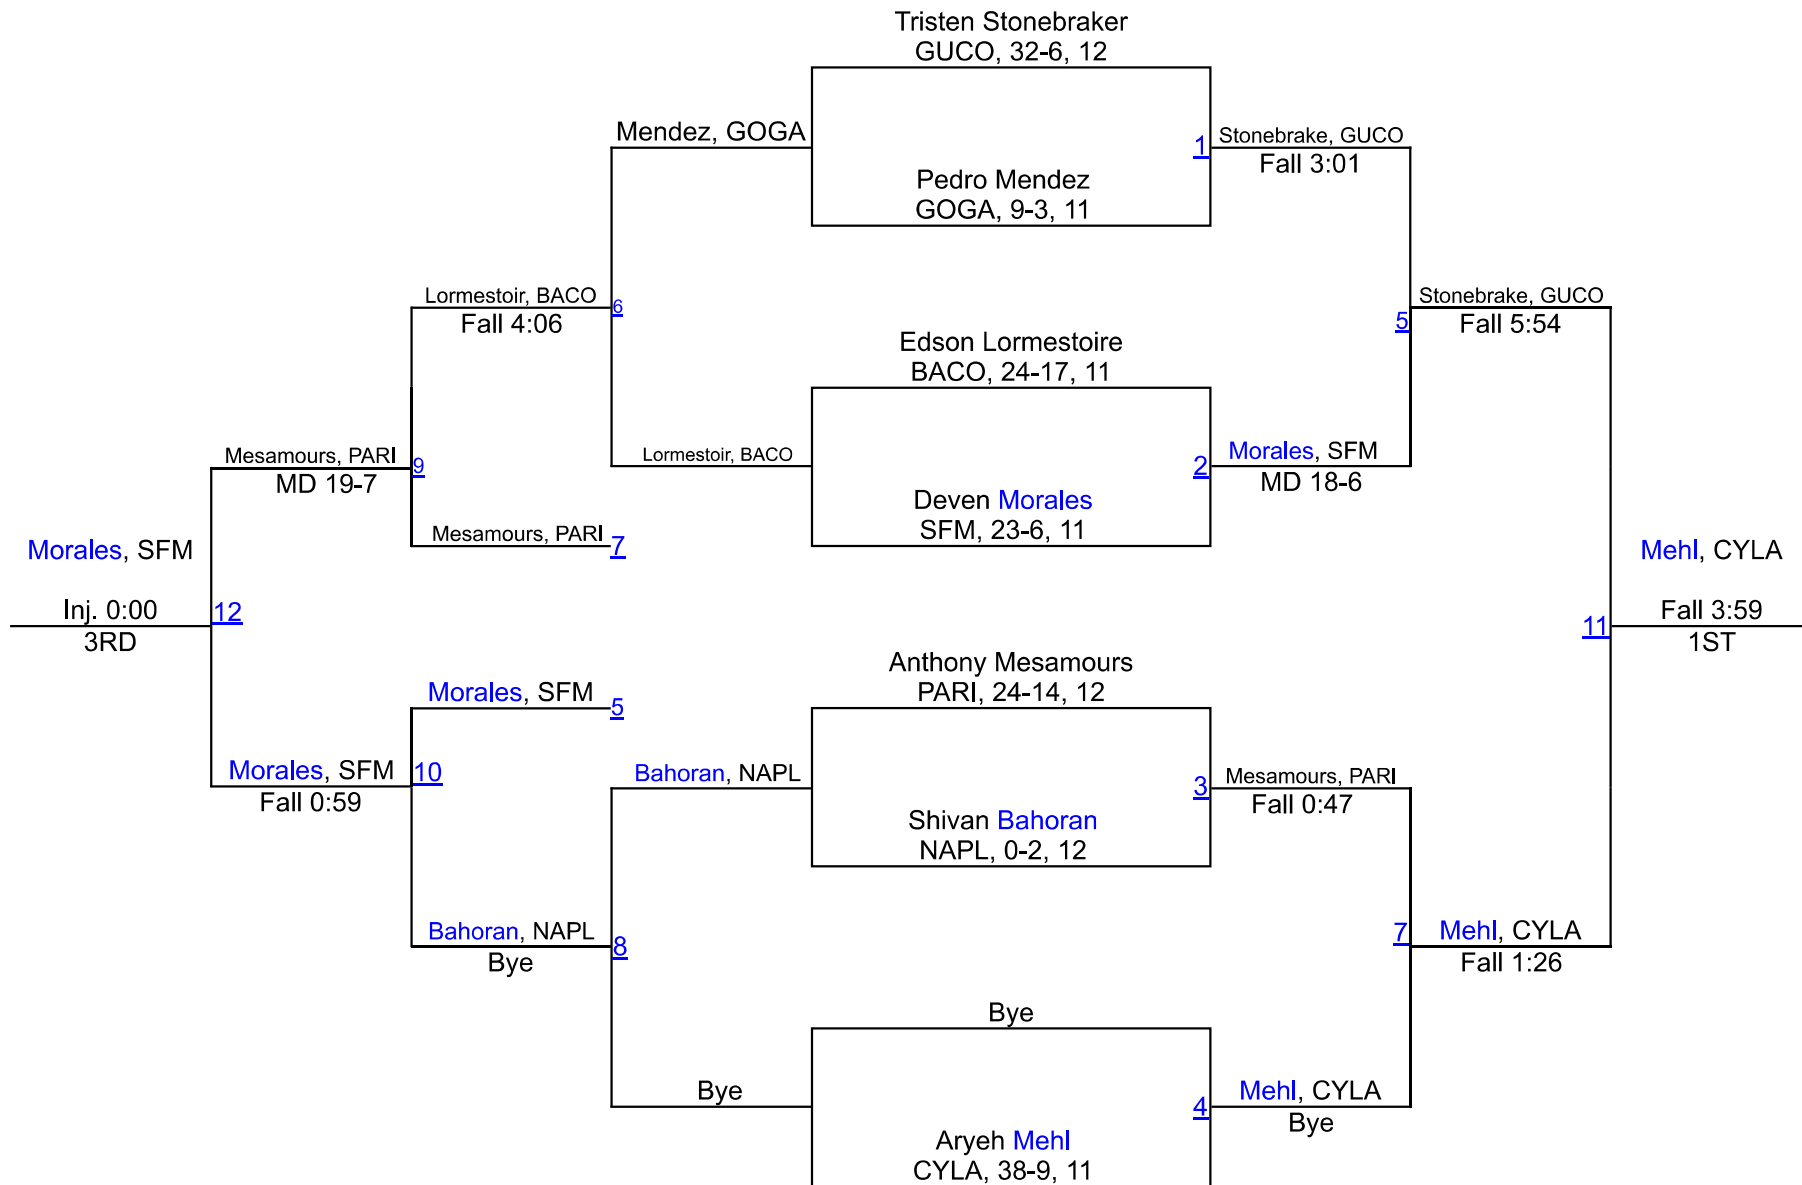 Tristen Stonebraker
GUCO, 32-6, 12
Mendez, GOGA
1
Stonebrake, GUCO
Fall 3:01
Pedro Mendez
GOGA, 9-3, 11
Lormestoir, BACO
Fall 4:06
6
Stonebrake, GUCO
Fall 5:54
5
Edson Lormestoire
BACO, 24-17, 11
Mesamours, PARI
MD 19-7
9
Lormestoir, BACO
2
Morales, SFM
MD 18-6
Deven Morales
SFM, 23-6, 11
Mesamours, PARI
7
Morales, SFM
Inj. 0:00
3RD
12
Mehl, CYLA
Fall 3:59
1ST
11
Anthony Mesamours
PARI, 24-14, 12
Morales, SFM
5
Morales, SFM
Fall 0:59
10
Bahoran, NAPL
3
Mesamours, PARI
Fall 0:47
Shivan Bahoran
NAPL, 0-2, 12
Bahoran, NAPL
Bye
8
7
Mehl, CYLA
Fall 1:26
Bye
Bye
4
Mehl, CYLA
Bye
Aryeh Mehl
CYLA, 38-9, 11